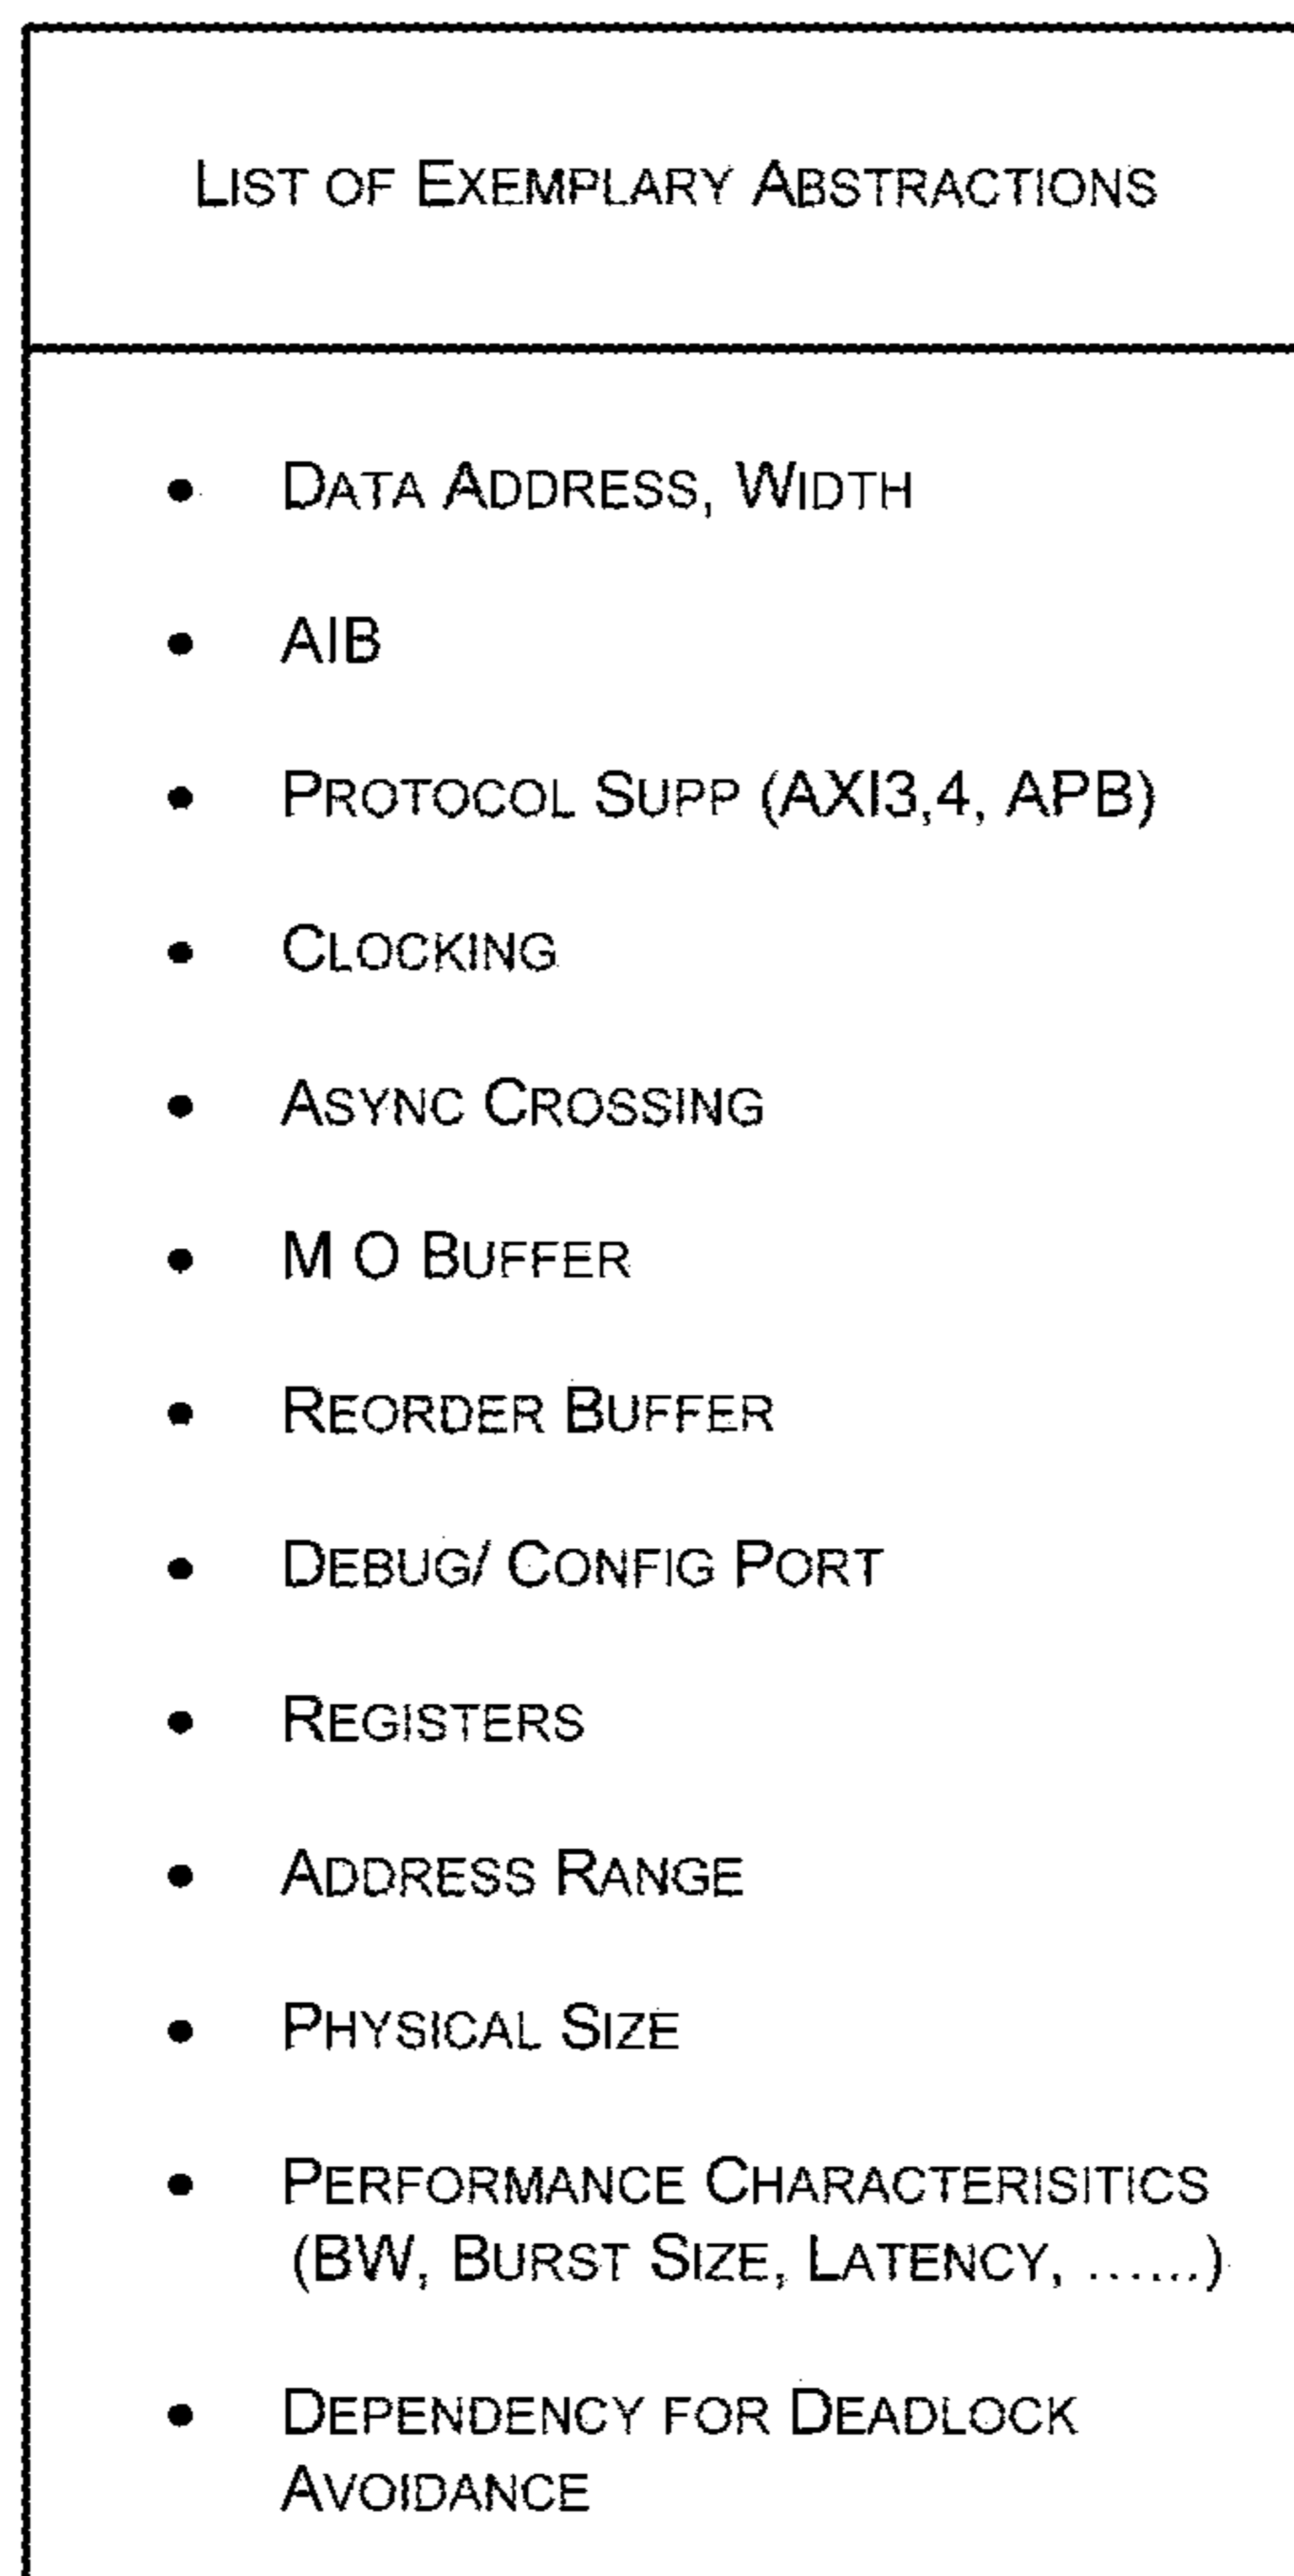 LIST OF EXEMPLARY ABSTRACTIONS
• DATA ADDRESS, WIDTH
• AIB
• PROTOCOL SUPP (AXI3,4, APB)
• CLOCKING
• ASYNC CROSSING
• M O BUFFER
• REORDER BUFFER
• DEBUG/ CONFIG PORT
• REGISTERS
• ADDRESS RANGE
• PHYSICAL SIZE
• PERFORMANCE CHARACTERISITICS
(BW, BURST SIZE, LATENCY, ......)
• DEPENDENCY FOR DEADLOCK
AVOIDANCE